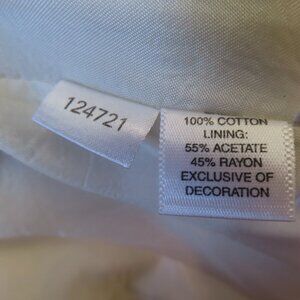 124721
100% COTTON
LINING:
55% ACETATE
45% RAYON
EXCLUSIVE OF
DECORATION